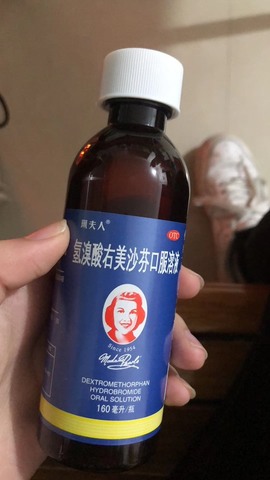 夫人®
OTC
氢溴酸右美沙芬口服溶液
Since 1954
DEXTROMETHORPHAN
HYDROBROMIDE
ORAL SOLUTION
160毫升/瓶